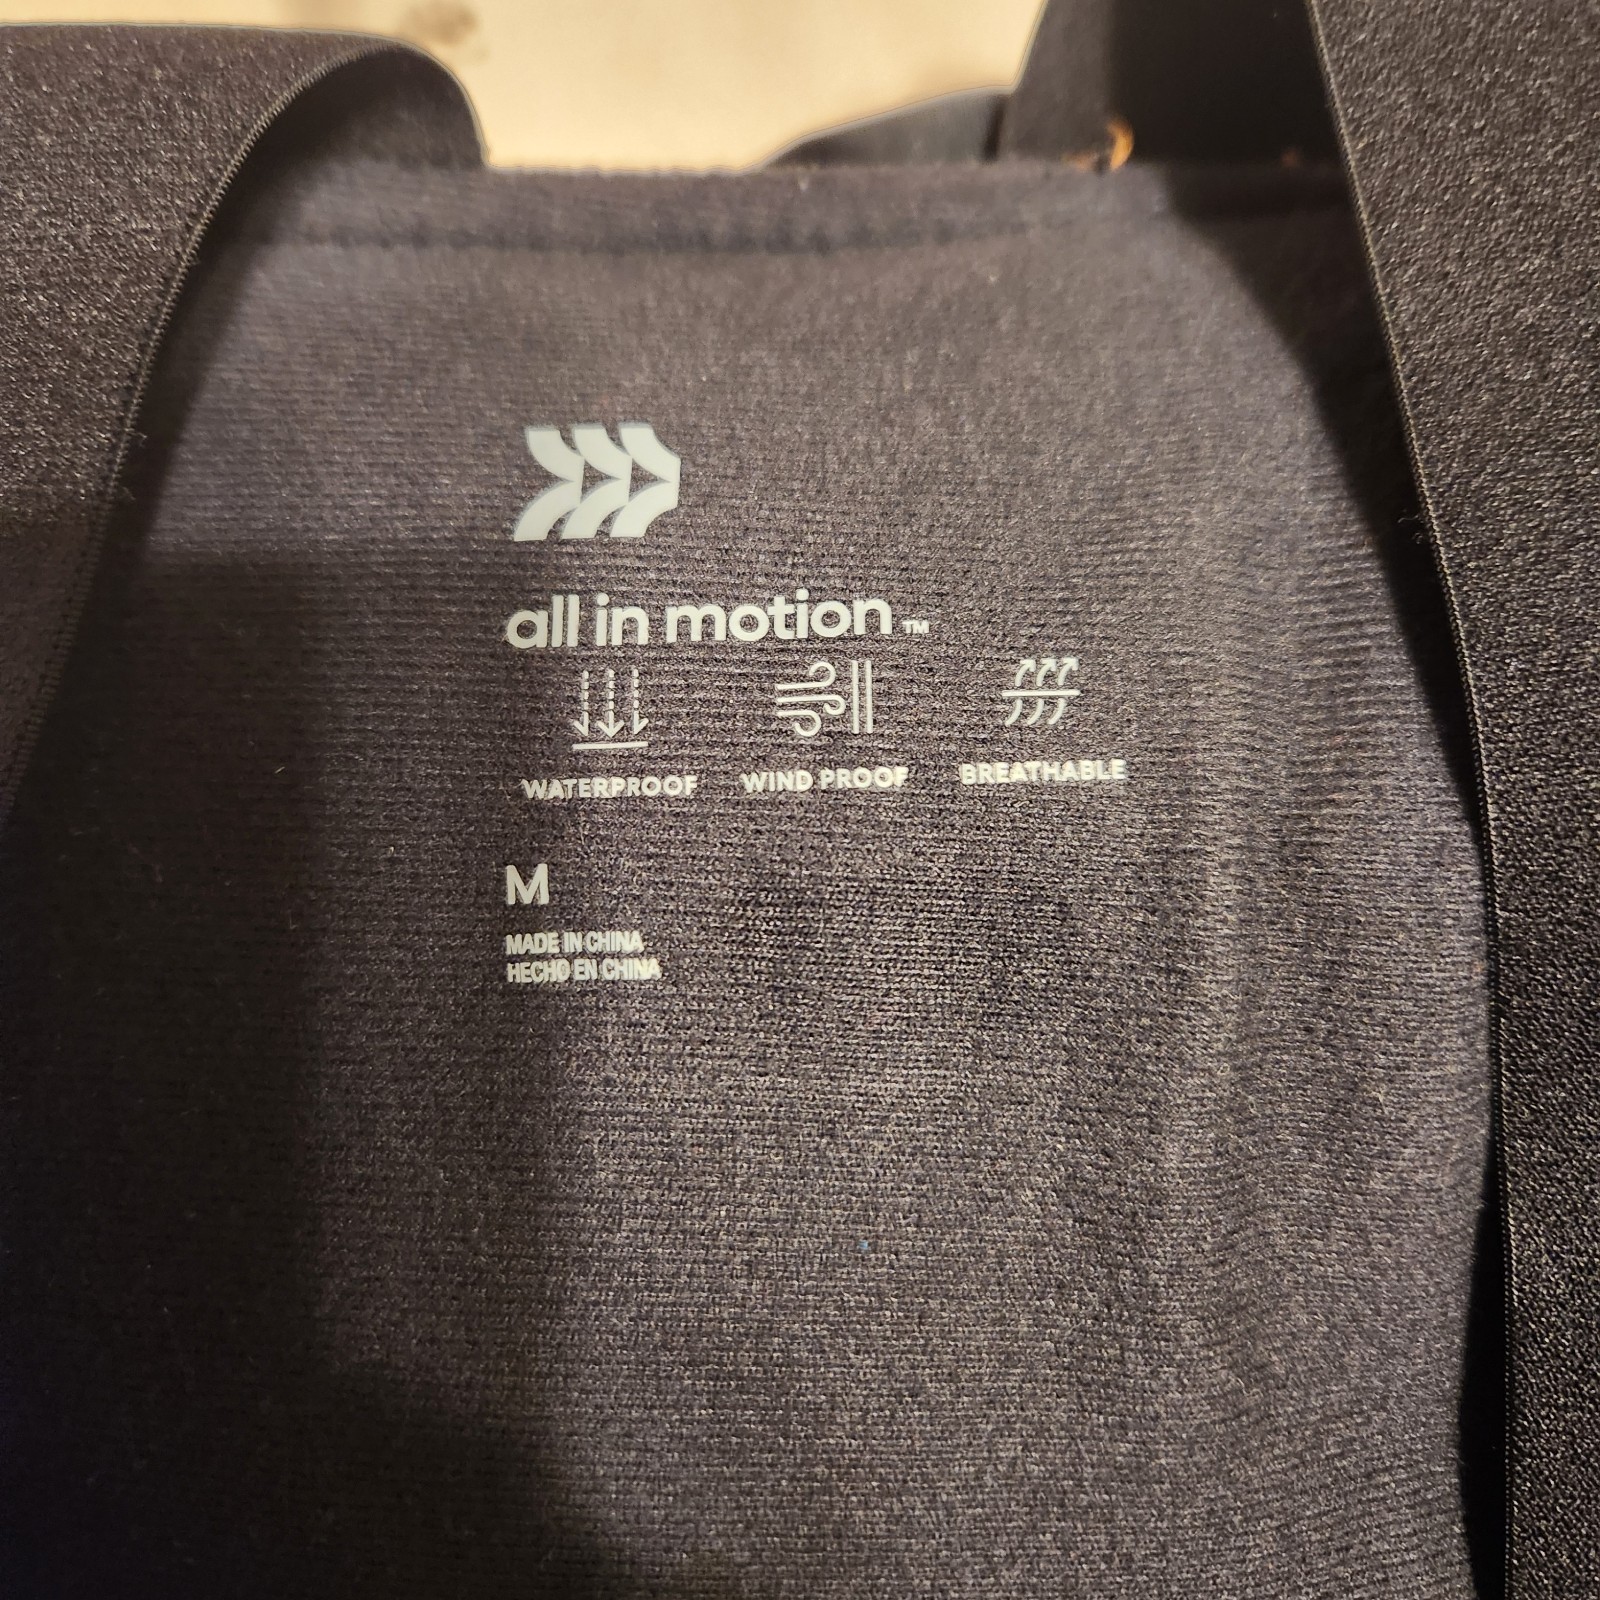 all in motion™
WATERPROOF WIND PROOF BREATHABLE
M
MADE IN CHINA
HECHO EN CHINA